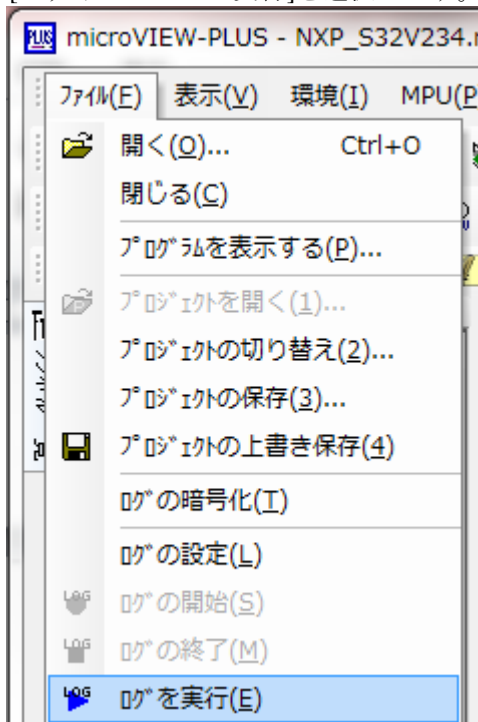 microVIEW-PLUS - NXP_S32V234.
ﾌｧｲﾙ(F) 表示(V) 環境(I) MPU(P
開く(O)... Ctrl+O
閉じる(C)
ﾌﾟﾛｸﾞﾗﾑを表示する(P)...
ﾌﾟﾛｼﾞｪｸﾄを開く(1)...
ﾌﾟﾛｼﾞｪｸﾄの切り替え(2)...
ﾌﾟﾛｼﾞｪｸﾄの保存(3)...
ﾌﾟﾛｼﾞｪｸﾄの上書き保存(4)
ﾛｸﾞの暗号化(T)
ﾛｸﾞの設定(L)
LOG ﾛｸﾞの開始(S)
LOG ﾛｸﾞの終了(M)
LOG ﾛｸﾞを実行(E)